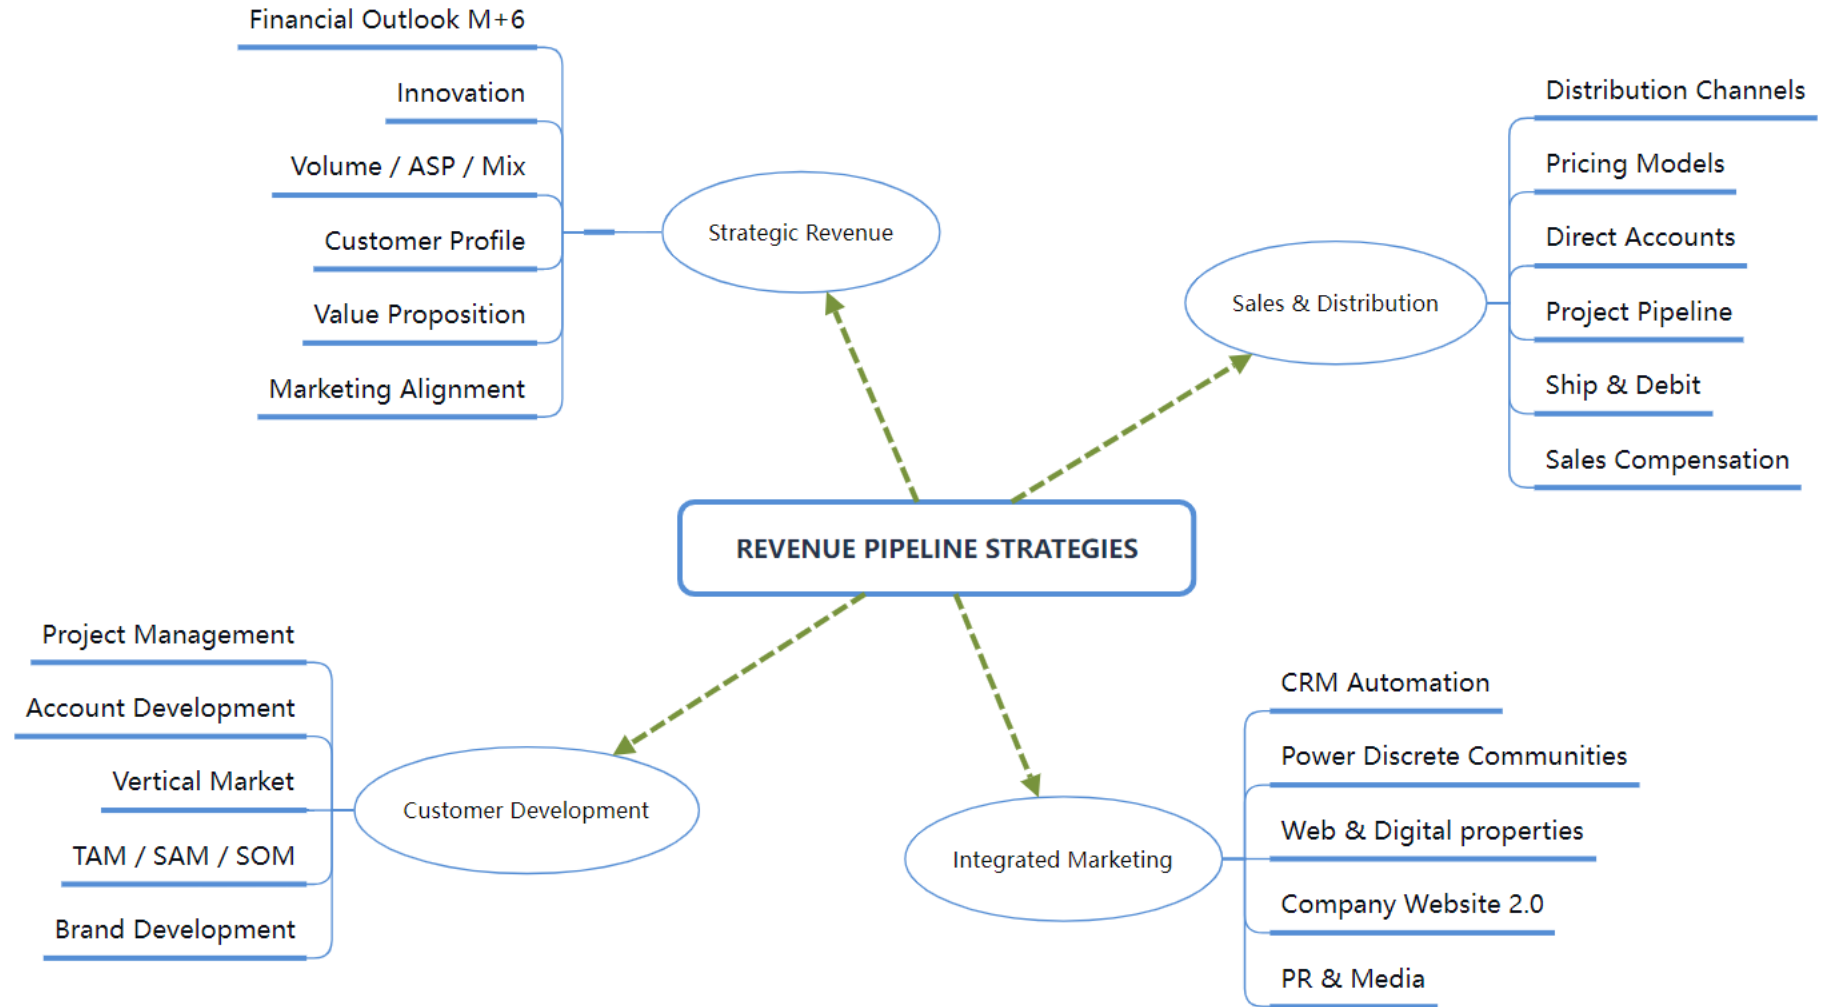 Financial Outlook M+6
Innovation
Volume / ASP / Mix
Customer Profile
Value Proposition
Marketing Alignment
Strategic Revenue
Distribution Channels
Pricing Models
Direct Accounts
Project Pipeline
Ship & Debit
Sales Compensation
Sales & Distribution
REVENUE PIPELINE STRATEGIES
Project Management
Account Development
Vertical Market
TAM / SAM / SOM
Brand Development
Customer Development
CRM Automation
Power Discrete Communities
Web & Digital properties
Company Website 2.0
PR & Media
Integrated Marketing